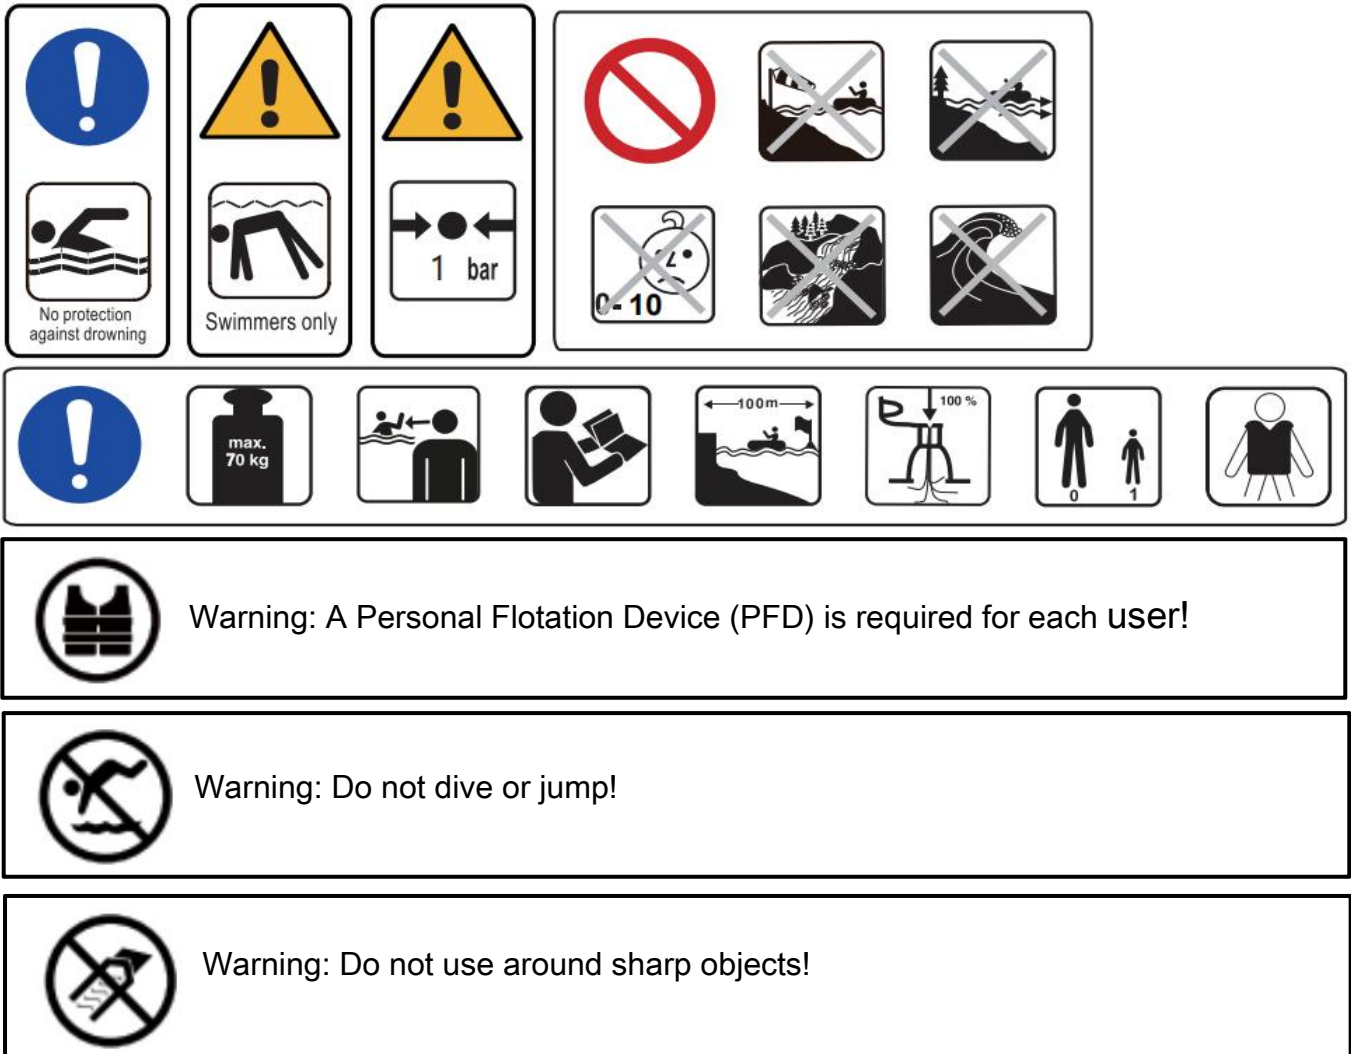 No protection
against drowning
Swimmers only
1 bar
0- 10
max.
70 kg
100m
100 %
0 1
Warning: A Personal Flotation Device (PFD) is required for each user!
Warning: Do not dive or jump!
Warning: Do not use around sharp objects!